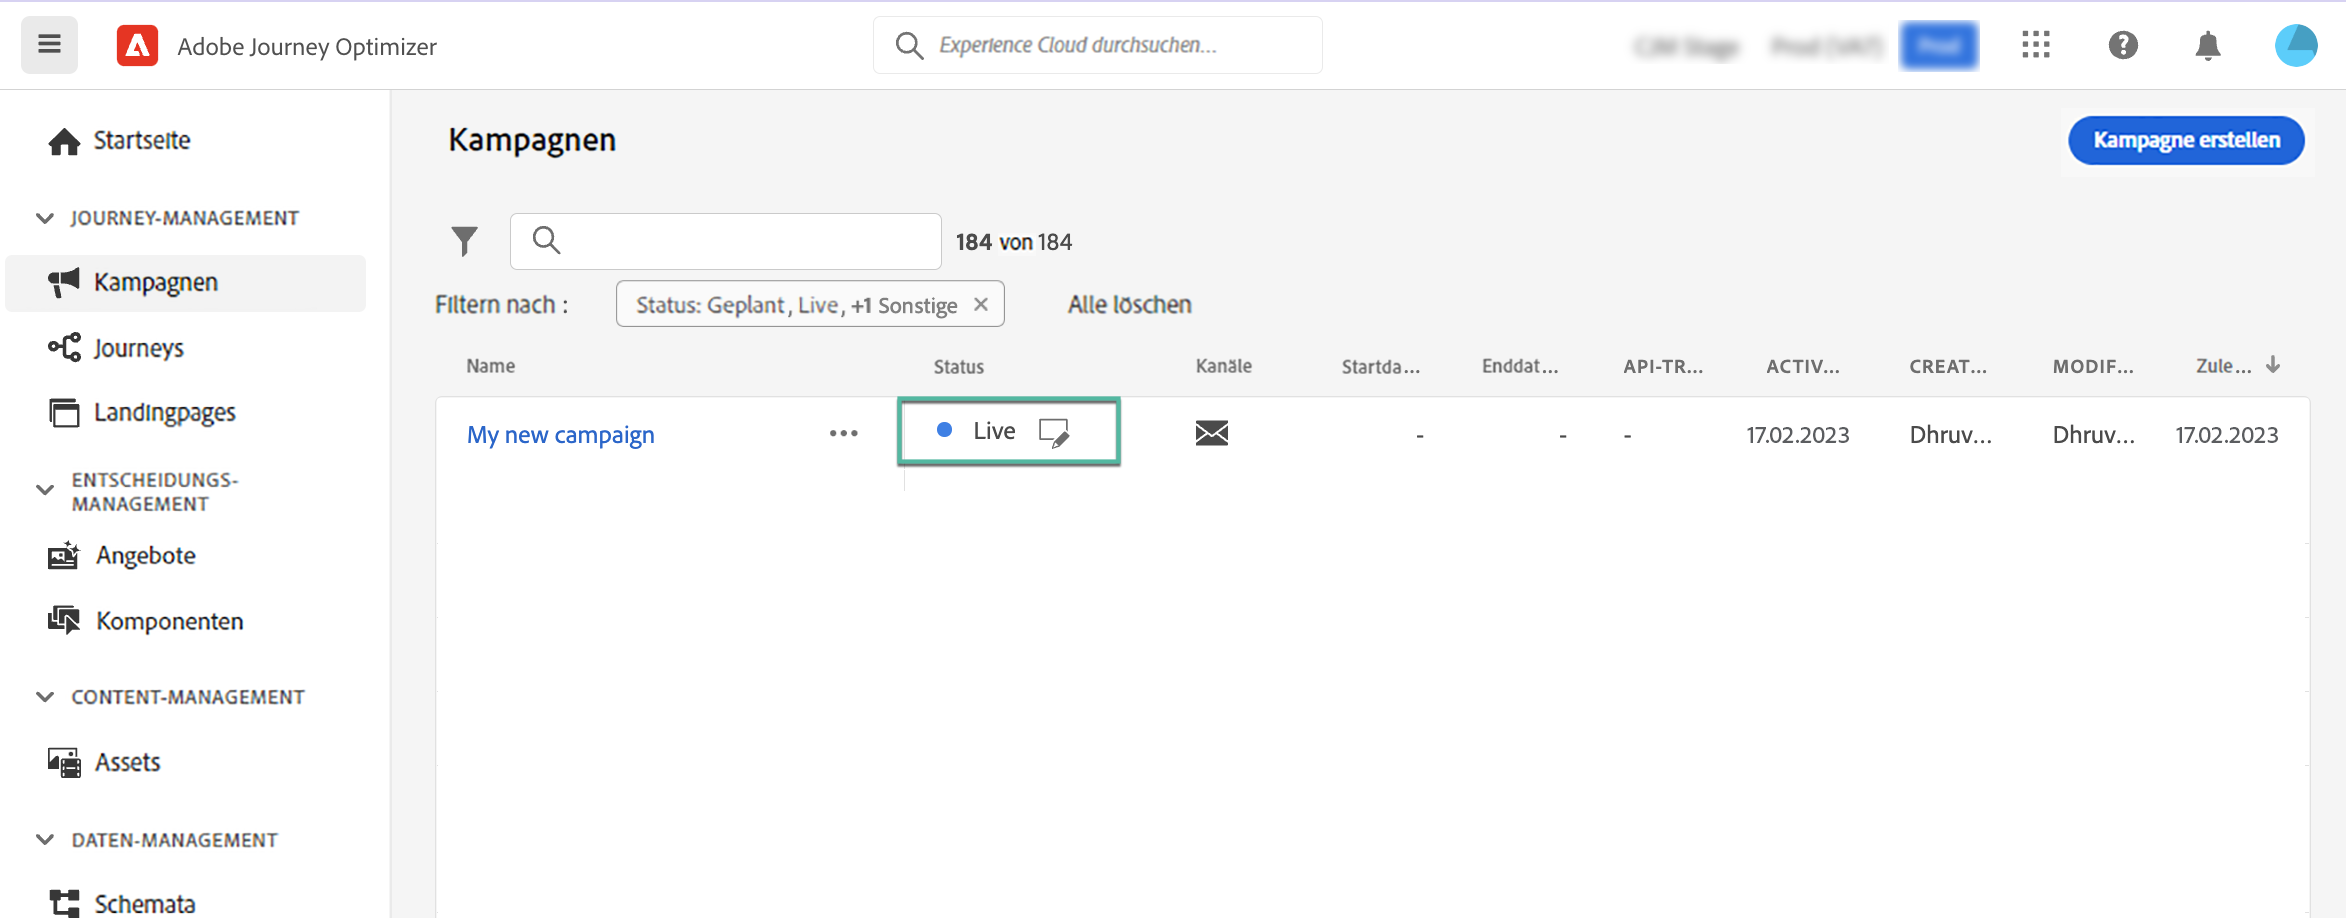 Adobe Journey Optimizer
Experience Cloud durchsuchen...
Startseite
JOURNEY-MANAGEMENT
Kampagnen
Journeys
Landingpages
ENTSCHEIDUNGS-
MANAGEMENT
Angebote
Komponenten
CONTENT-MANAGEMENT
Assets
DATEN-MANAGEMENT
Schemata
Kampagnen
Kampagne erstellen
184 von 184
Filtern nach :
Status: Geplant, Live, +1 Sonstige
Alle löschen
Name Status Kanäle Startda... Enddat... API-TR... ACTIV... CREAT... MODIF... Zule...
My new campaign Live - - - 17.02.2023 Dhruv... Dhruv... 17.02.2023